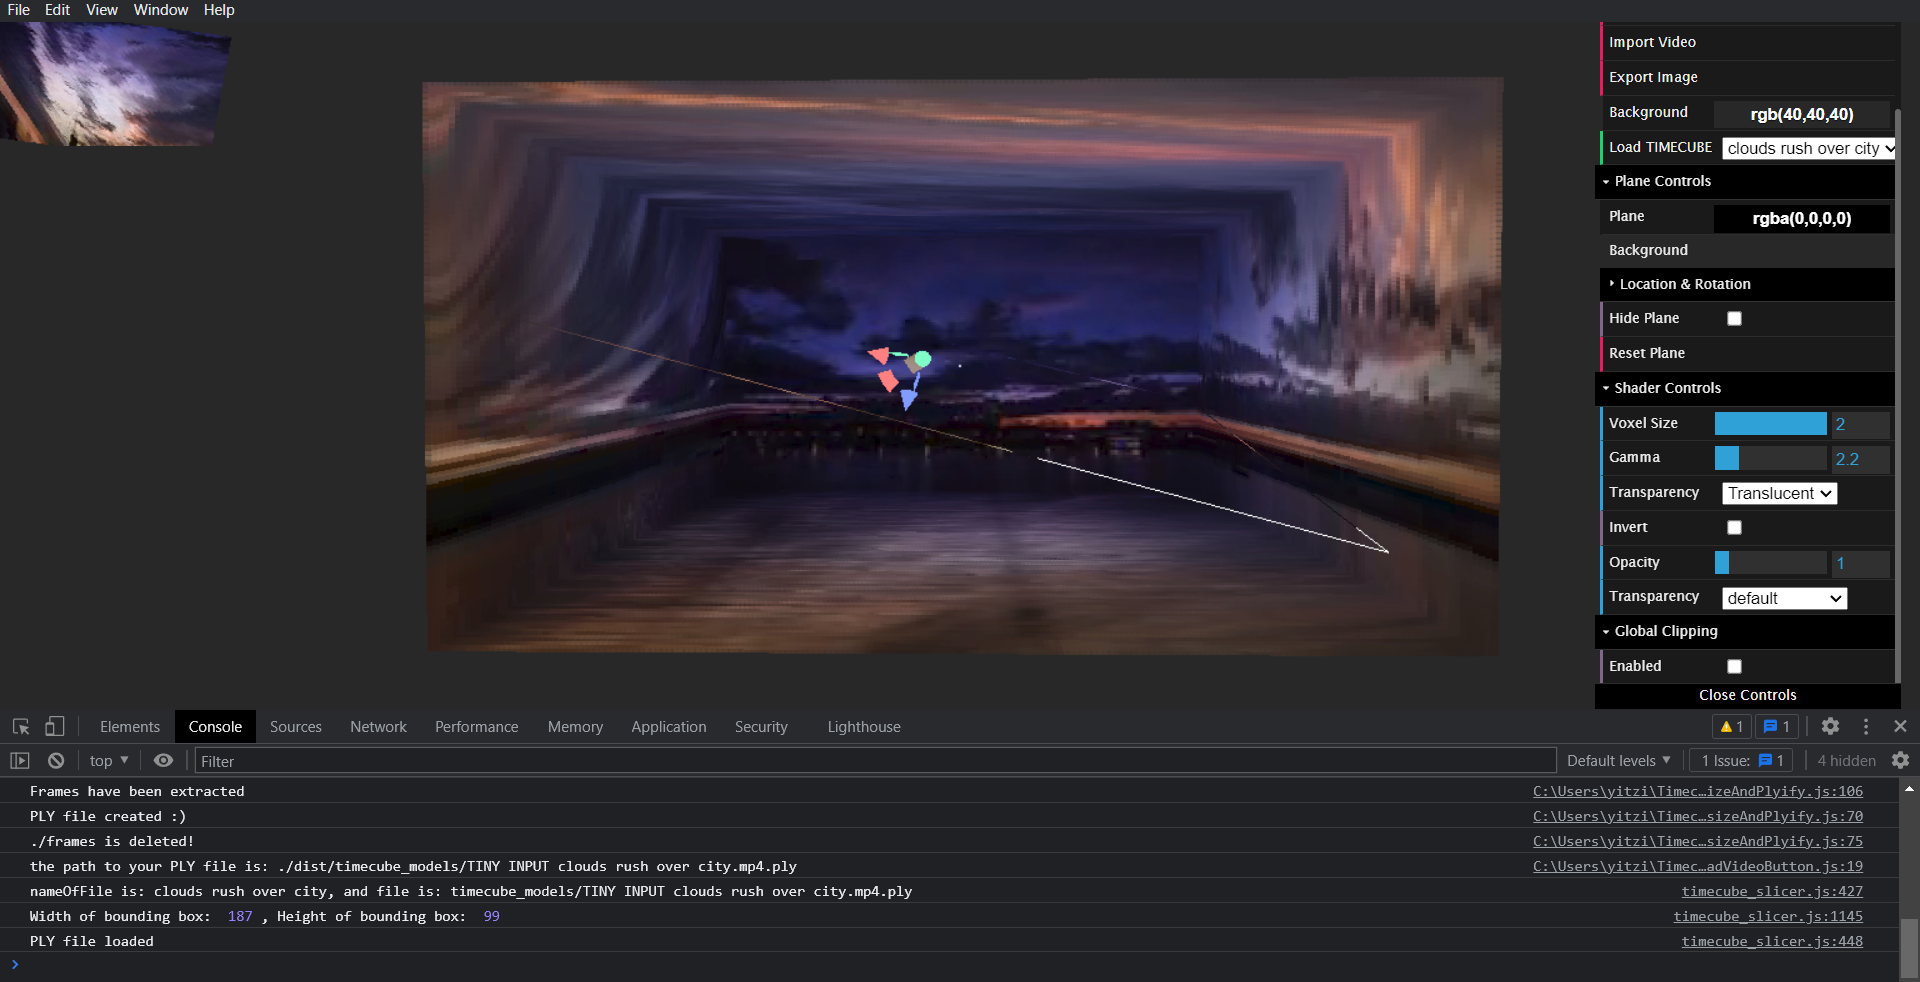 File Edit View Window Help
Import Video
Export Image
Background rgb(40,40,40)
Load TIMECUBE clouds rush over city
Plane Controls
Plane rgba(0,0,0,0)
Background
Location & Rotation
Hide Plane
Reset Plane
Shader Controls
Voxel Size 2
Gamma 2.2
Transparency Translucent
Invert
Opacity 1
Transparency default
Global Clipping
Enabled
Close Controls
Elements Console Sources Network Performance Memory Application Security Lighthouse 1 1
top Filter Default levels 1 Issue: 1 4 hidden
Frames have been extracted C:\Users\yitzi\Timec…izeAndPlyify.js:106
PLY file created :) C:\Users\yitzi\Timec…sizeAndPlyify.js:70
./frames is deleted! C:\Users\yitzi\Timec…sizeAndPlyify.js:75
the path to your PLY file is: ./dist/timecube_models/TINY INPUT clouds rush over city.mp4.ply C:\Users\yitzi\Timec…adVideoButton.js:19
nameOfFile is: clouds rush over city, and file is: timecube_models/TINY INPUT clouds rush over city.mp4.ply timecube_slicer.js:427
Width of bounding box: 187 , Height of bounding box: 99 timecube_slicer.js:1145
PLY file loaded timecube_slicer.js:448